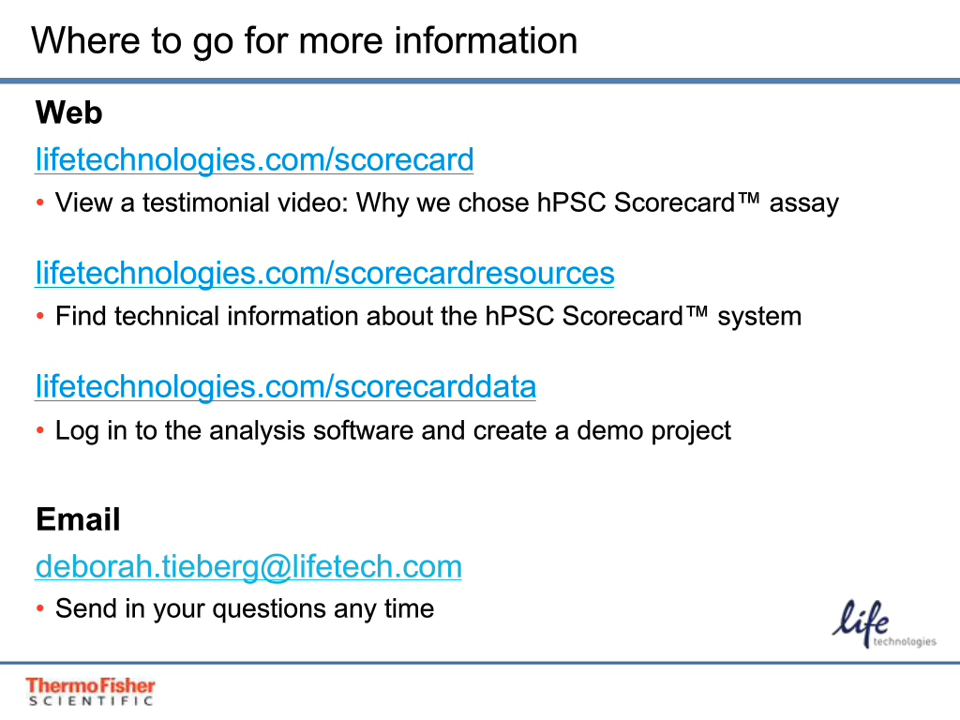 Where to go for more information
Web
lifetechnologies.com/scorecard
• View a testimonial video: Why we chose hPSC Scorecard™ assay
lifetechnologies.com/scorecardresources
• Find technical information about the hPSC Scorecard™ system
lifetechnologies.com/scorecarddata
• Log in to the analysis software and create a demo project
Email
deborah.tieberg@lifetech.com
• Send in your questions any time
life
technologies
ThermoFisher
SCIENTIFIC